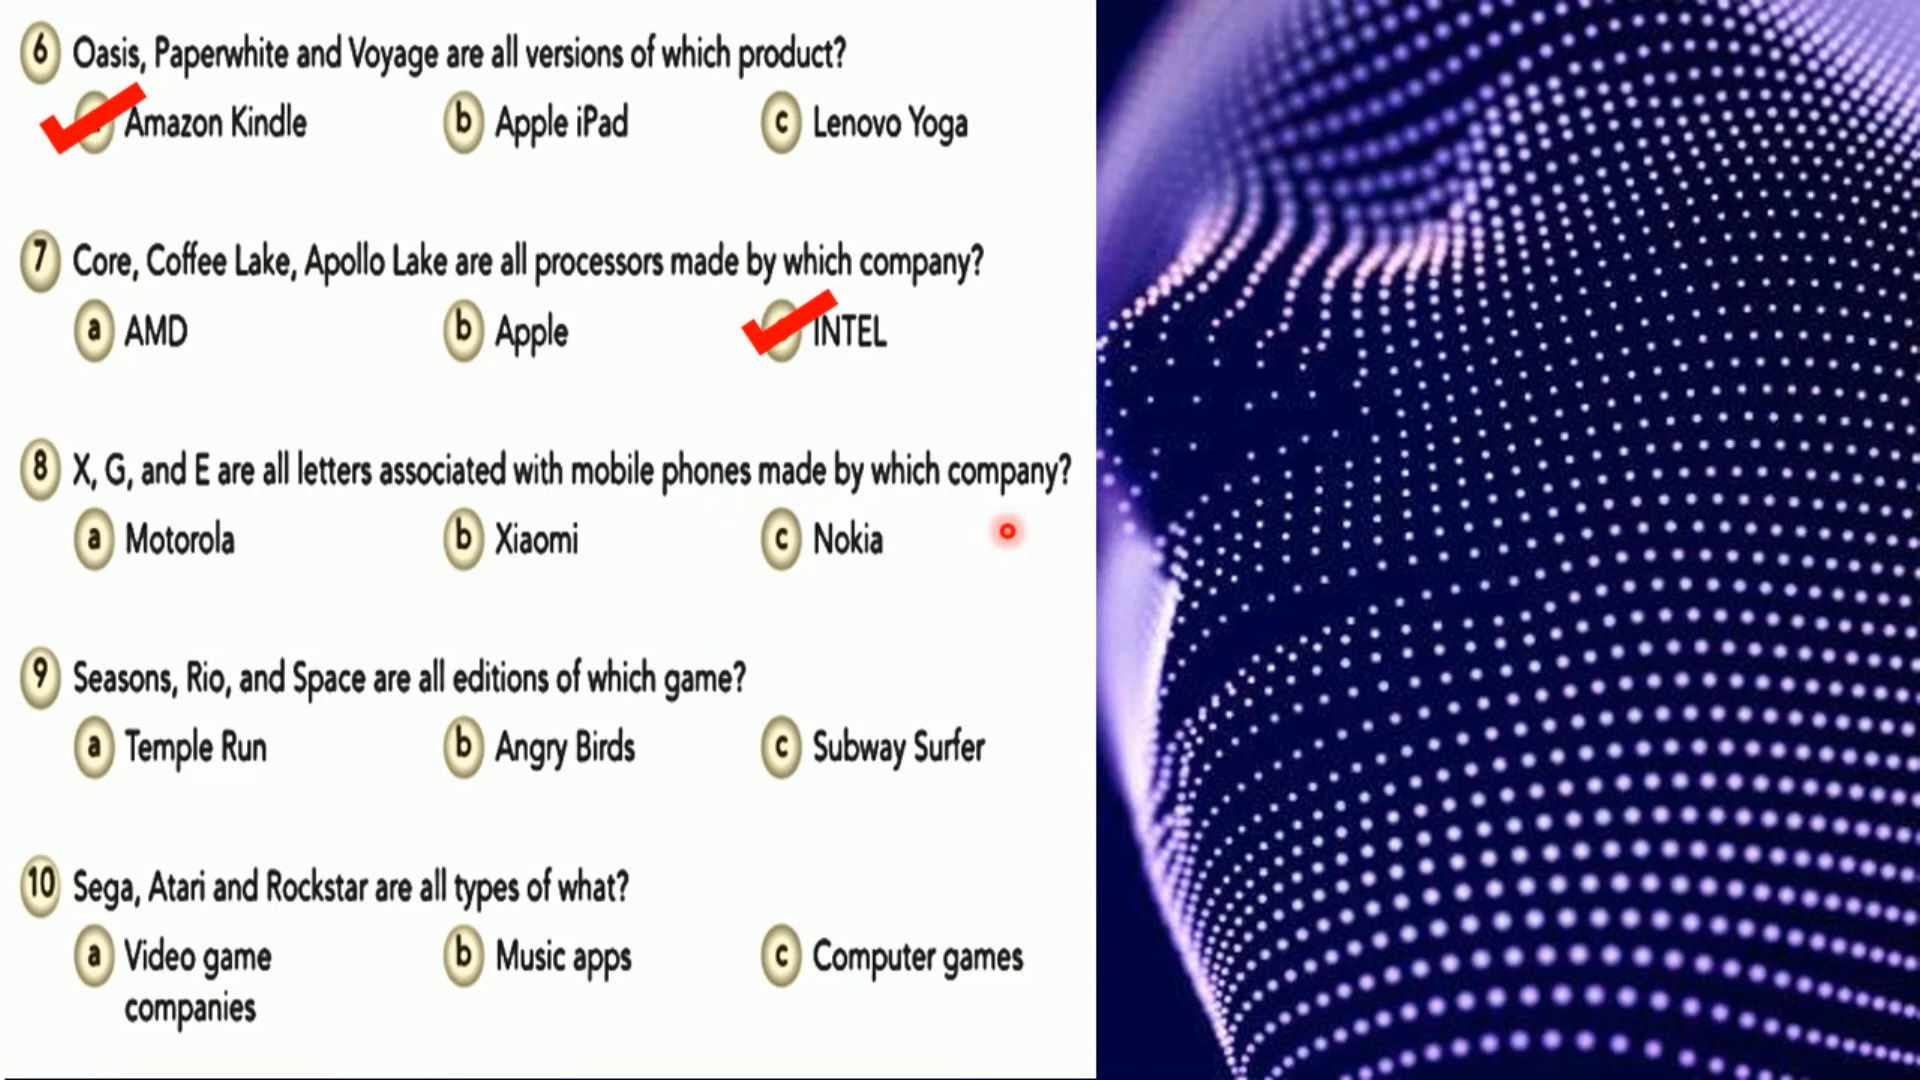 6 Oasis, Paperwhite and Voyage are all versions of which product?
Amazon Kindle b Apple iPad c Lenovo Yoga
7 Core, Coffee Lake, Apollo Lake are all processors made by which company?
a AMD b Apple INTEL
8 X, G, and E are all letters associated with mobile phones made by which company?
a Motorola b Xiaomi c Nokia
9 Seasons, Rio, and Space are all editions of which game?
a Temple Run b Angry Birds c Subway Surfer
10 Sega, Atari and Rockstar are all types of what?
a Video game b Music apps c Computer games
companies